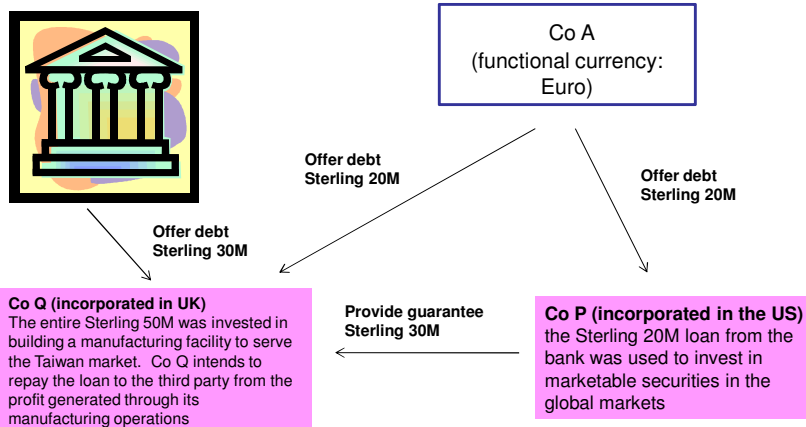 Co A
(functional currency:
Euro)
Offer debt
Sterling 20M
Offer debt
Sterling 20M
Offer debt
Sterling 30M
Co Q (incorporated in UK)
The entire Sterling 50M was invested in
building a manufacturing facility to serve
the Taiwan market.  Co Q intends to
repay the loan to the third party from the
profit generated through its
manufacturing operations
Provide guarantee
Sterling 30M
Co P (incorporated in the US)
the Sterling 20M loan from the
bank was used to invest in
marketable securities in the
global markets